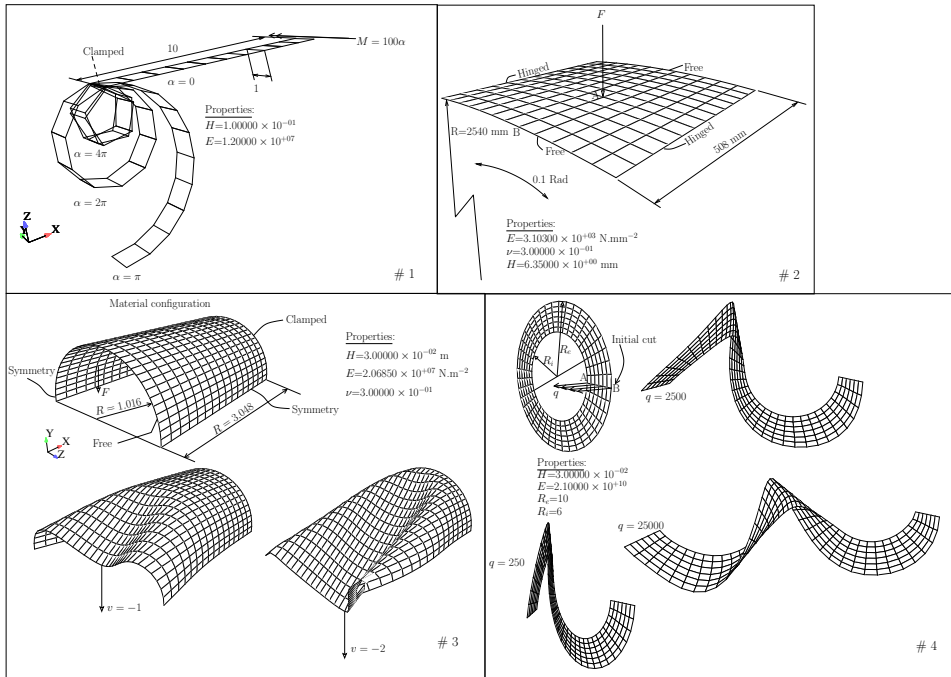 Clamped
10
M = 100α
α = 0
1
Properties:
H=1.00000 × 10⁻⁰¹
E=1.20000 × 10⁺⁰⁷
α = 4π
α = 2π
α = π
Z
Y
X
# 1
F
Hinged
Free
A
R=2540 mm
B
Free
Hinged
508 mm
0.1 Rad
Properties:
E=3.10300 × 10⁺⁰³ N.mm⁻²
ν=3.00000 × 10⁻⁰¹
H=6.35000 × 10⁺⁰⁰ mm
# 2
Material configuration
Clamped
Symmetry
F
R = 1.016
Free
Symmetry
R = 3.048
Properties:
H=3.00000 × 10⁻⁰² m
E=2.06850 × 10⁺⁰⁷ N.m⁻²
ν=3.00000 × 10⁻⁰¹
Y
X
Z
v = −1
v = −2
# 3
Initial cut
Rᵢ
Rₑ
A
B
q
q = 2500
Properties:
H=3.00000 × 10⁻⁰²
E=2.10000 × 10⁺¹⁰
Rₑ=10
Rᵢ=6
q = 250
q = 25000
# 4